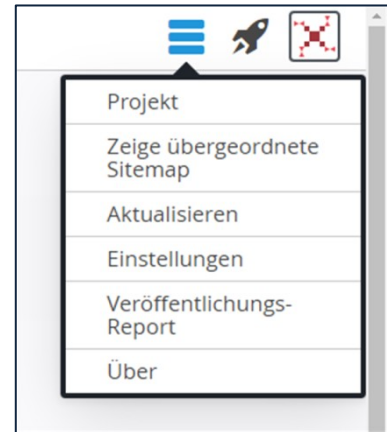 Projekt
Zeige übergeordnete
Sitemap
Aktualisieren
Einstellungen
Veröffentlichungs-
Report
Über